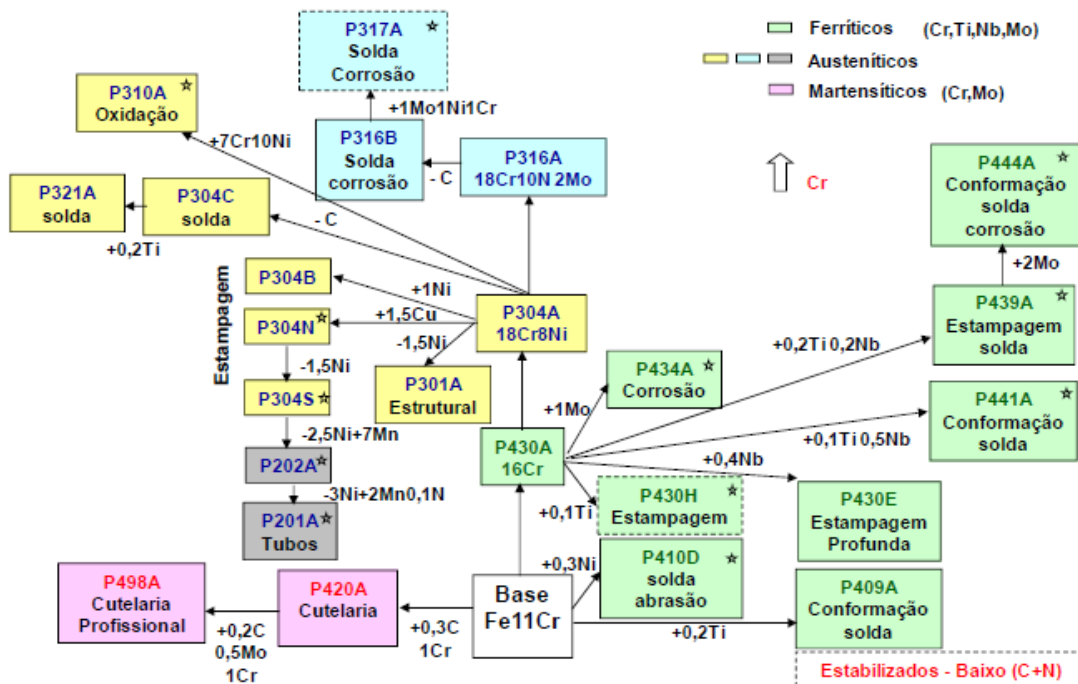 P317A
Solda
Corrosão
Ferríticos (Cr,Ti,Nb,Mo)
Austeníticos
Martensíticos (Cr,Mo)
P310A
Oxidação
+1Mo1Ni1Cr
+7Cr10Ni
P316B
Solda
corrosão
- C
P316A
18Cr10N 2Mo
Cr
P444A
Conformação
solda
corrosão
+2Mo
P321A
solda
P304C
solda
- C
+0,2Ti
Estampagem
P304B
+1Ni
P304N
+1,5Cu
P304A
18Cr8Ni
-1,5Ni
-1,5Ni
P301A
Estrutural
P304S
-2,5Ni+7Mn
P202A
-3Ni+2Mn0,1N
P201A
Tubos
P439A
Estampagem
solda
+0,2Ti 0,2Nb
P434A
Corrosão
+1Mo
P441A
Conformação
solda
+0,1Ti 0,5Nb
P430A
16Cr
+0,4Nb
P430H
Estampagem
+0,1Ti
P430E
Estampagem
Profunda
+0,3Ni
P410D
solda
abrasão
P498A
Cutelaria
Profissional
P420A
Cutelaria
Base
Fe11Cr
P409A
Conformação
solda
+0,2Ti
+0,2C
0,5Mo
1Cr
+0,3C
1Cr
Estabilizados - Baixo (C+N)